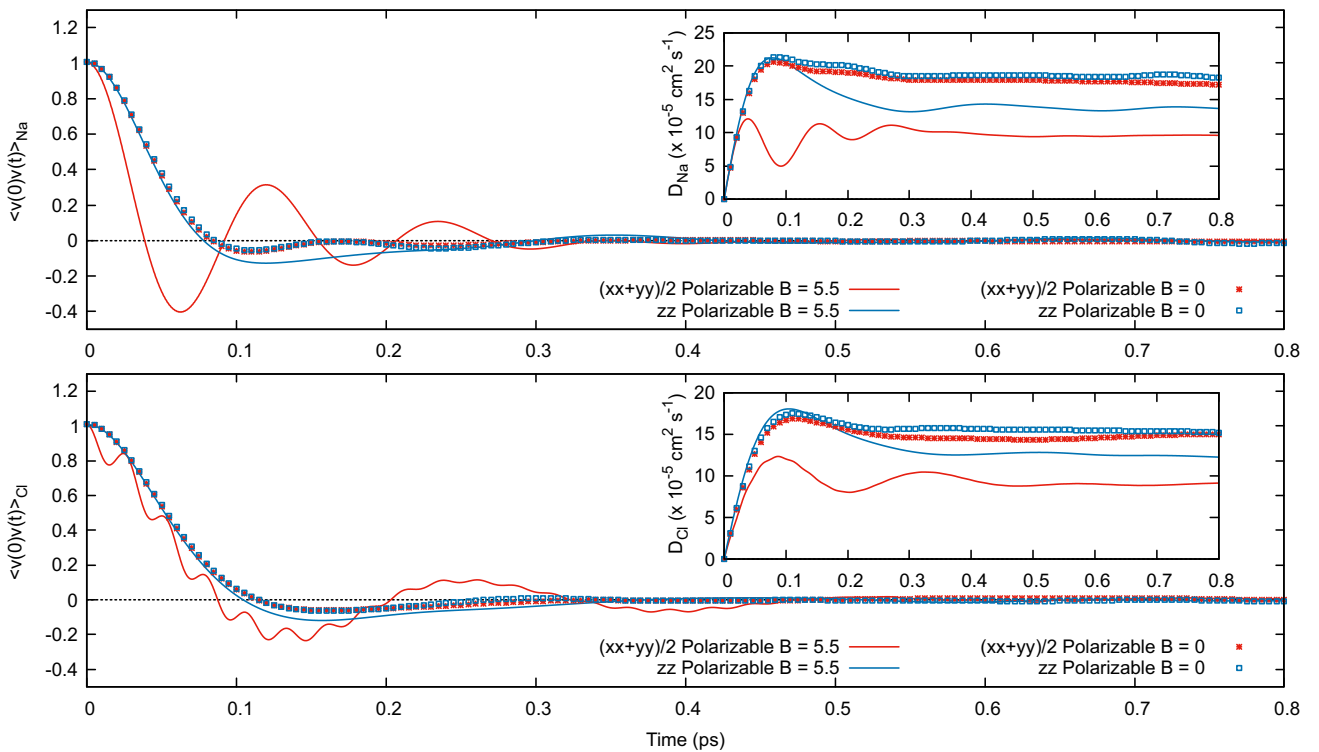 1.2
1
0.8
0.6
0.4
0.2
0
-0.2
-0.4
<v(0)v(t)>Na
25
20
15
10
5
0
D_Na (x 10^-5 cm^2 s^-1)
0 0.1 0.2 0.3 0.4 0.5 0.6 0.7 0.8
(xx+yy)/2 Polarizable B = 5.5 (xx+yy)/2 Polarizable B = 0
zz Polarizable B = 5.5 zz Polarizable B = 0
0 0.1 0.2 0.3 0.4 0.5 0.6 0.7 0.8
1.2
1
0.8
0.6
0.4
0.2
0
-0.2
-0.4
<v(0)v(t)>Cl
20
15
10
5
0
D_Cl (x 10^-5 cm^2 s^-1)
0 0.1 0.2 0.3 0.4 0.5 0.6 0.7 0.8
(xx+yy)/2 Polarizable B = 5.5 (xx+yy)/2 Polarizable B = 0
zz Polarizable B = 5.5 zz Polarizable B = 0
0 0.1 0.2 0.3 0.4 0.5 0.6 0.7 0.8
Time (ps)